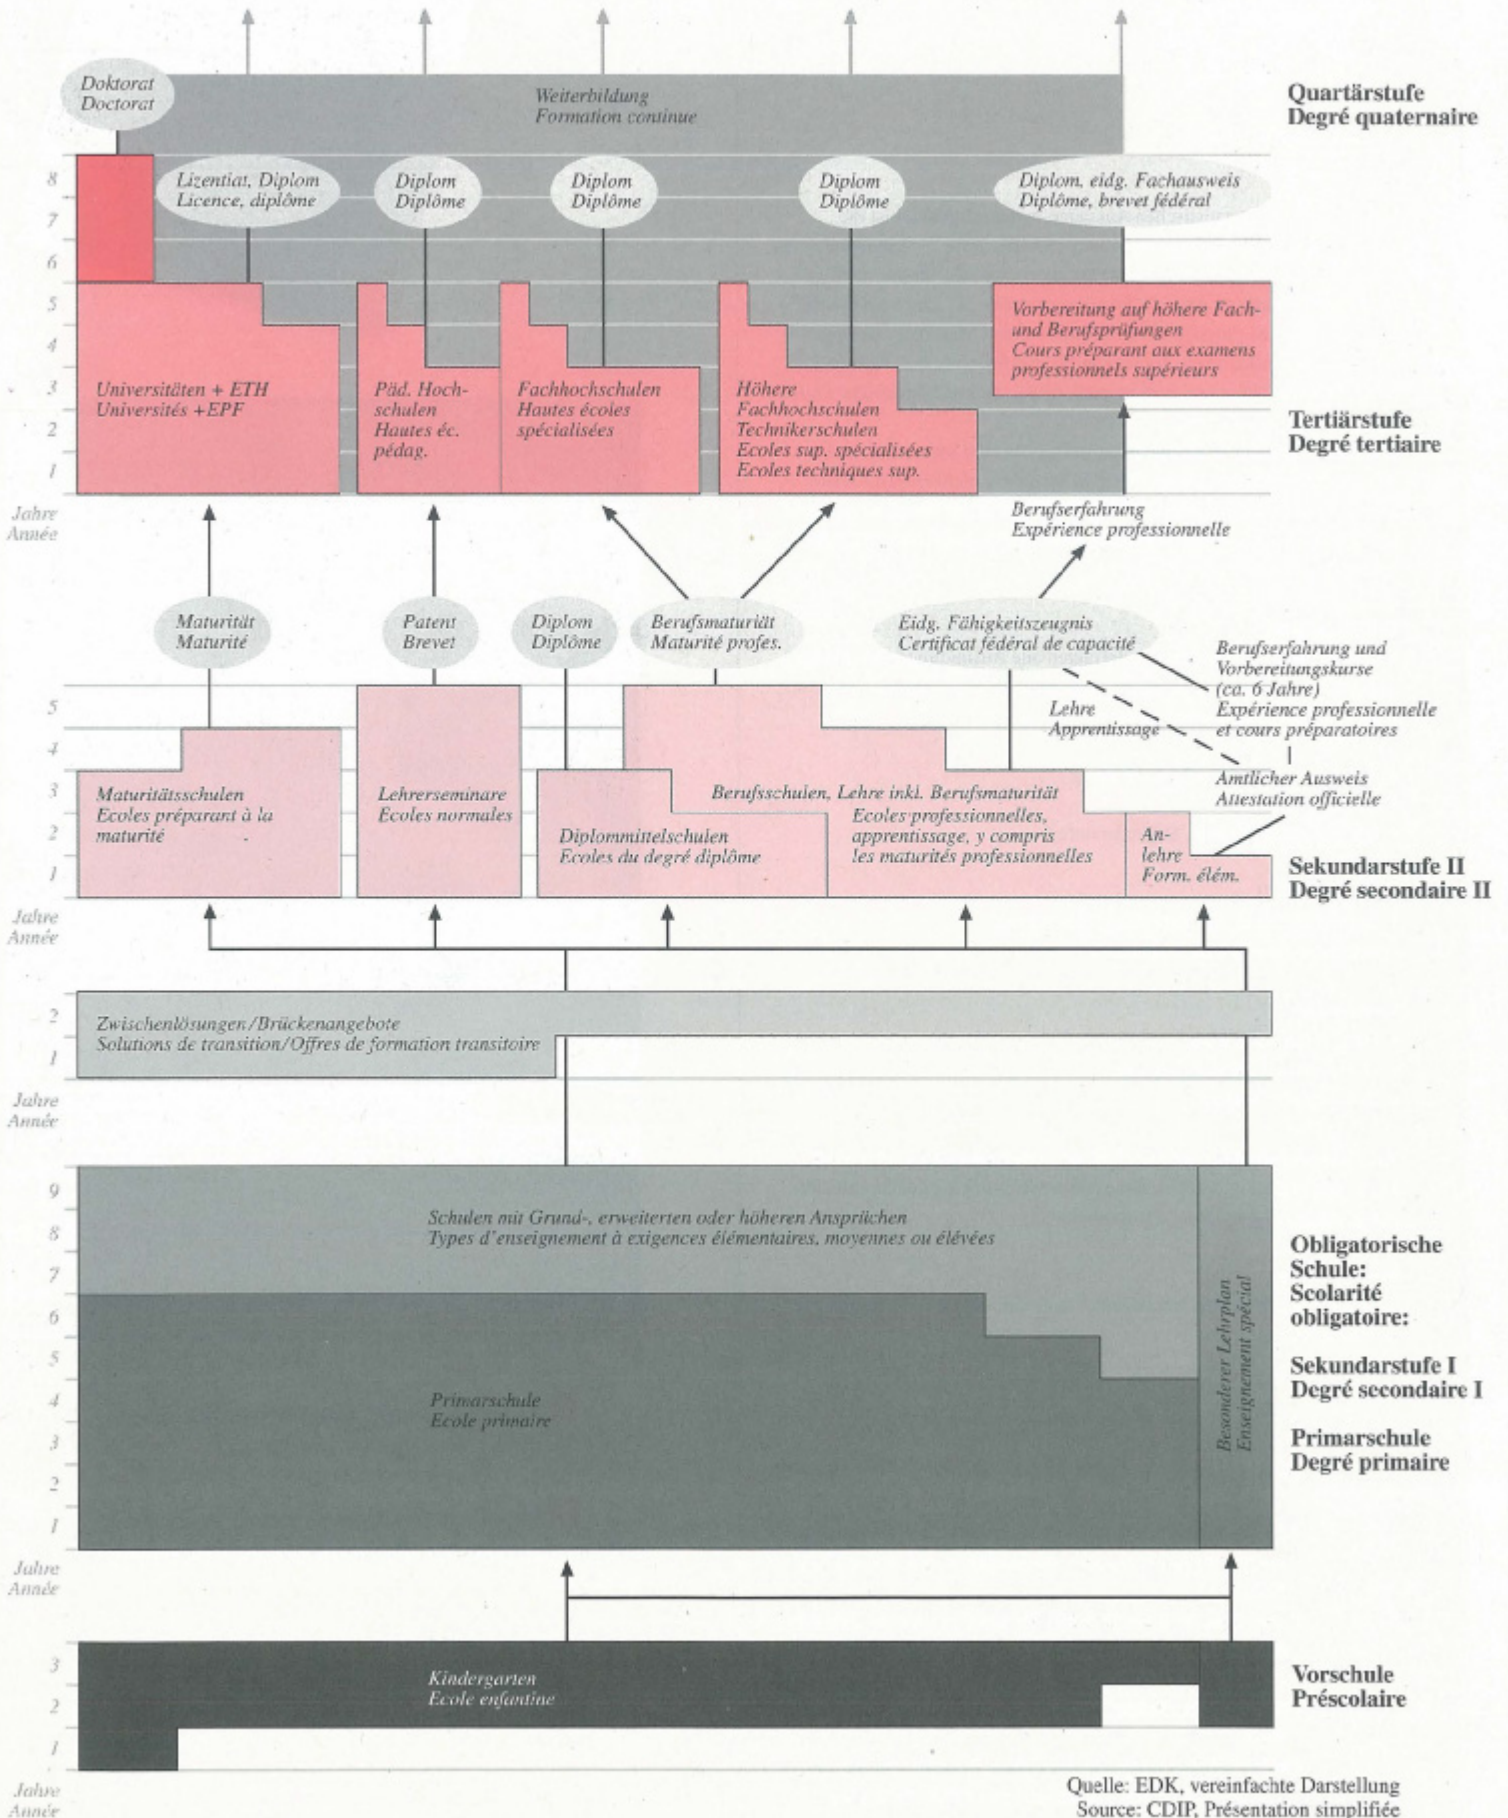 Doktorat
Doctorat
Weiterbildung
Formation continue
Quartärstufe
Degré quaternaire
8
7
6
5
4
3
2
1
Lizentiat, Diplom
Licence, diplôme
Diplom
Diplôme
Diplom
Diplôme
Diplom
Diplôme
Diplom, eidg. Fachausweis
Diplôme, brevet fédéral
Universitäten + ETH
Universités +EPF
Päd. Hoch-
schulen
Hautes éc.
pédag.
Fachhochschulen
Hautes écoles
spécialisées
Höhere
Fachhochschulen
Technikerschulen
Ecoles sup. spécialisées
Ecoles techniques sup.
Vorbereitung auf höhere Fach-
und Berufsprüfungen
Cours préparant aux examens
professionnels supérieurs
Tertiärstufe
Degré tertiaire
Jahre
Année
Berufserfahrung
Expérience professionnelle
Maturität
Maturité
Patent
Brevet
Diplom
Diplôme
Berufsmaturiät
Maturité profes.
Eidg. Fähigkeitszeugnis
Certificat fédéral de capacité
Berufserfahrung und
Vorbereitungskurse
(ca. 6 Jahre)
Expérience professionnelle
et cours préparatoires
Lehre
Apprentissage
Amtlicher Ausweis
Attestation officielle
5
4
3
2
1
Maturitätsschulen
Ecoles préparant à la
maturité
Lehrerseminare
Ecoles normales
Diplommittelschulen
Ecoles du degré diplôme
Berufsschulen, Lehre inkl. Berufsmaturität
Ecoles professionnelles,
apprentissage, y compris
les maturités professionnelles
An-
lehre
Form. élém.
Sekundarstufe II
Degré secondaire II
Jahre
Année
2
1
Zwischenlösungen/Brückenangebote
Solutions de transition/Offres de formation transitoire
Jahre
Année
9
8
7
6
5
4
3
2
1
Schulen mit Grund-, erweiterten oder höheren Ansprüchen
Types d'enseignement à exigences élémentaires, moyennes ou élévées
Primarschule
Ecole primaire
Besonderer Lehrplan
Enseignement spécial
Obligatorische
Schule:
Scolarité
obligatoire:
Sekundarstufe I
Degré secondaire I
Primarschule
Degré primaire
Jahre
Année
3
2
1
Kindergarten
Ecole enfantine
Vorschule
Préscolaire
Jahre
Année
Quelle: EDK, vereinfachte Darstellung
Source: CDIP, Présentation simplifiée